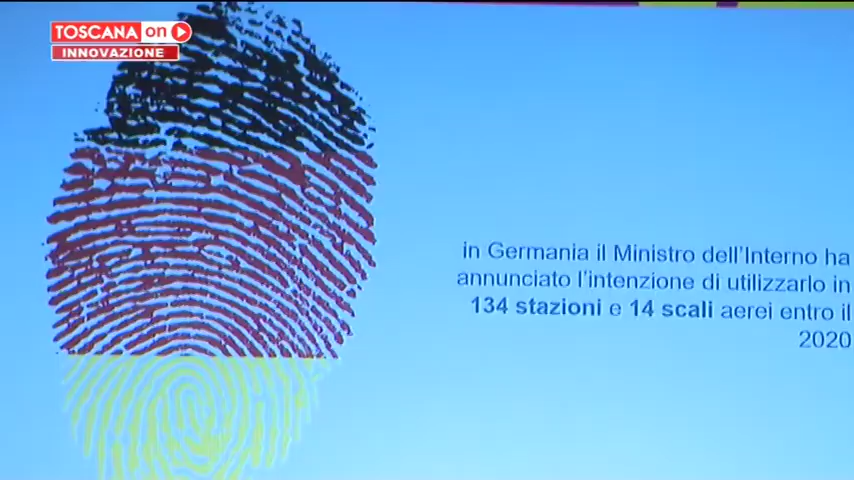 TOSCANA on
INNOVAZIONE
in Germania il Ministro dell'Interno ha
annunciato l'intenzione di utilizzarlo in
134 stazioni e 14 scali aerei entro il
2020